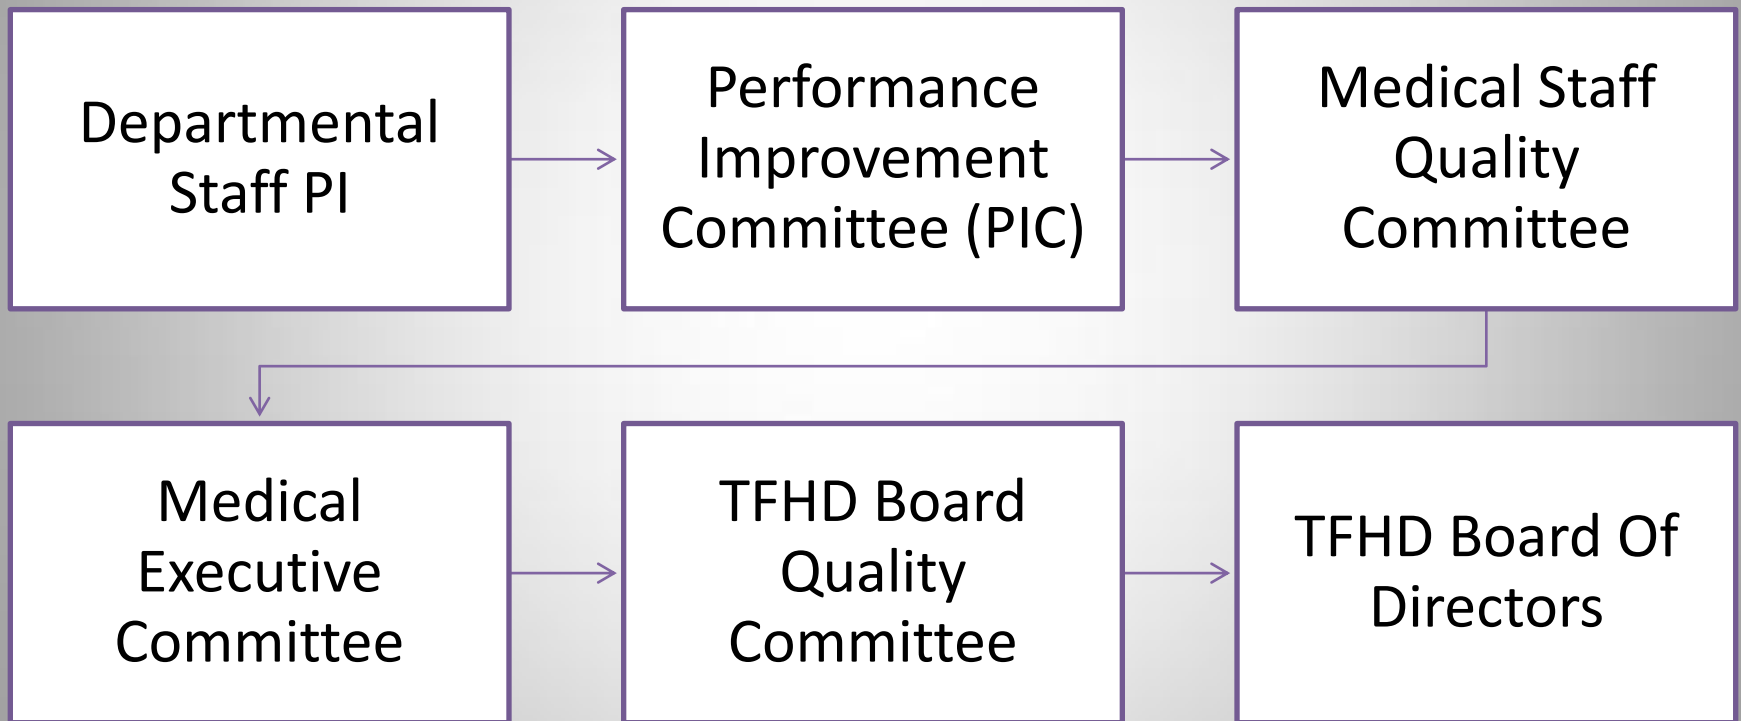 Departmental
Staff PI
Performance
Improvement
Committee (PIC)
Medical Staff
Quality
Committee
Medical
Executive
Committee
TFHD Board
Quality
Committee
TFHD Board Of
Directors